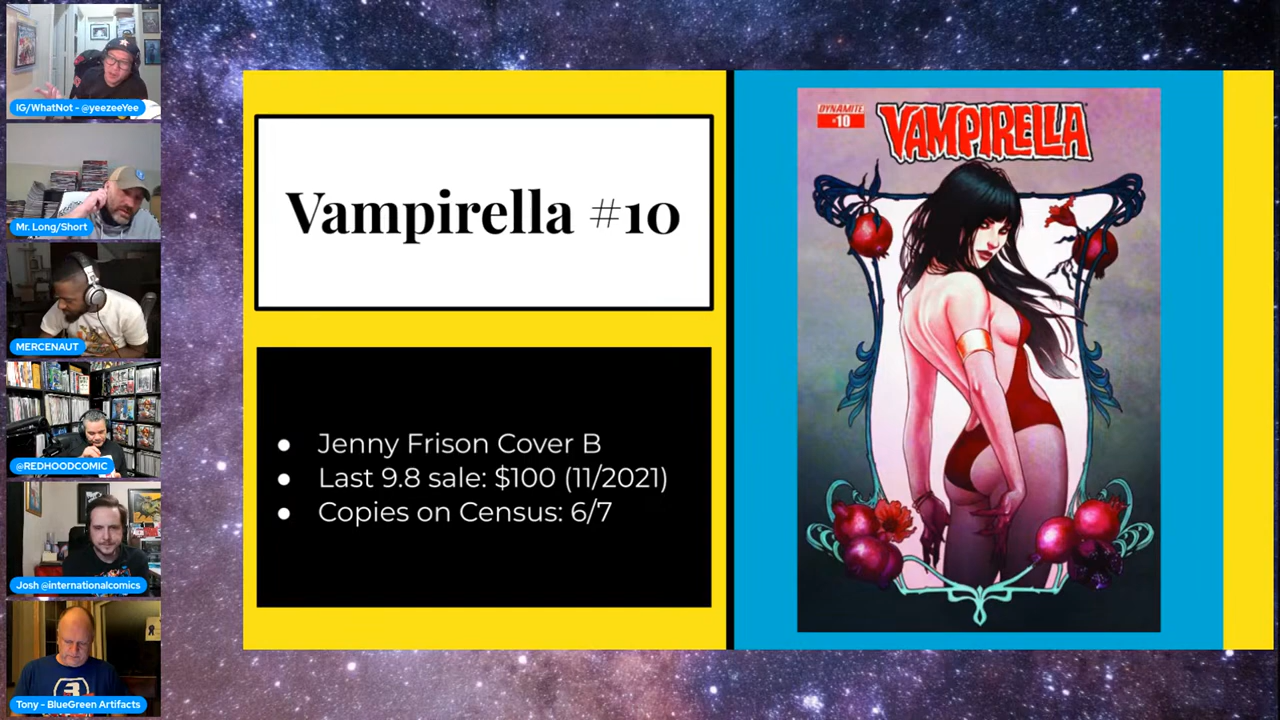 IG/WhatNot - @yeezeeYee
Mr. Long/Short
MERCENAUT
@REDHOODCOMIC
Josh @internationalcomics
Tony - BlueGreen Artifacts
Vampirella #10
● Jenny Frison Cover B
● Last 9.8 sale: $100 (11/2021)
● Copies on Census: 6/7
DYNAMITE
#10
VAMPIRELLA